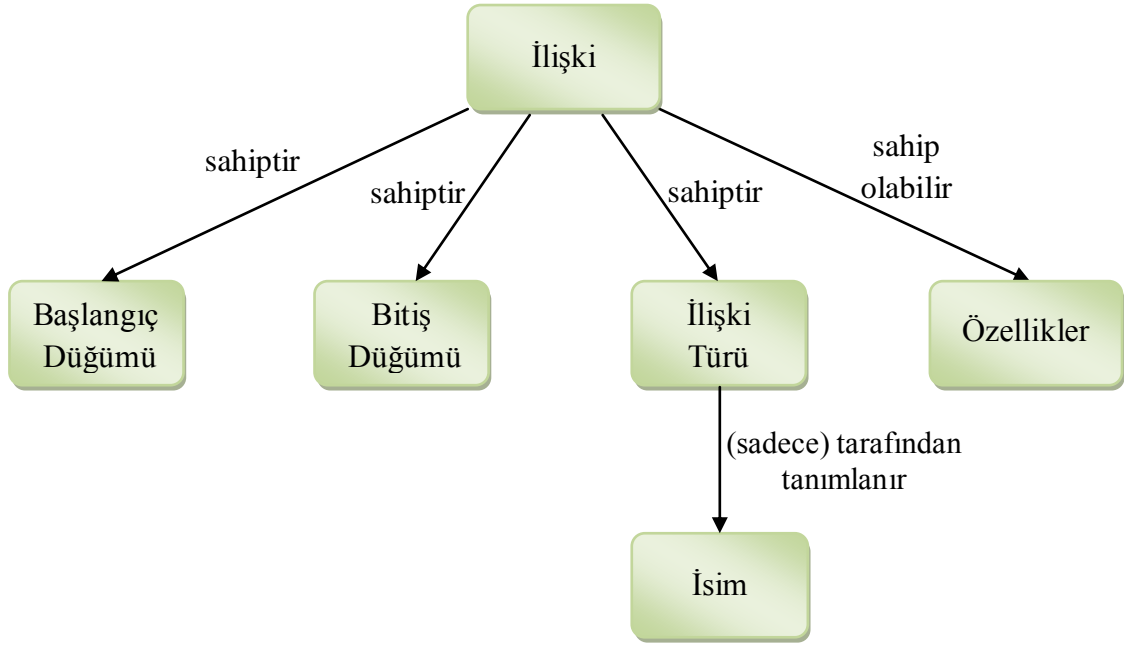 İlişki
sahiptir
sahiptir
sahiptir
sahip
olabilir
Başlangıç
Düğümü
Bitiş
Düğümü
İlişki
Türü
Özellikler
(sadece) tarafından
tanımlanır
İsim